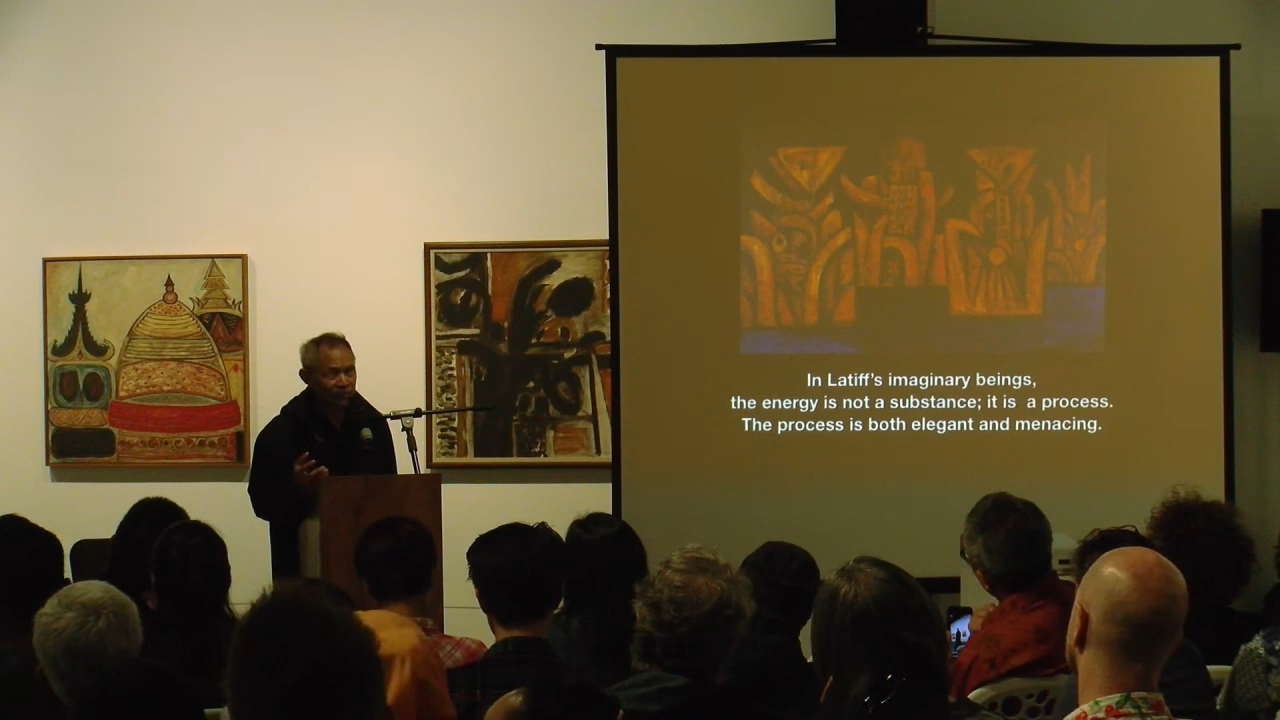 In Latiff's imaginary beings,
the energy is not a substance; it is a process.
The process is both elegant and menacing.